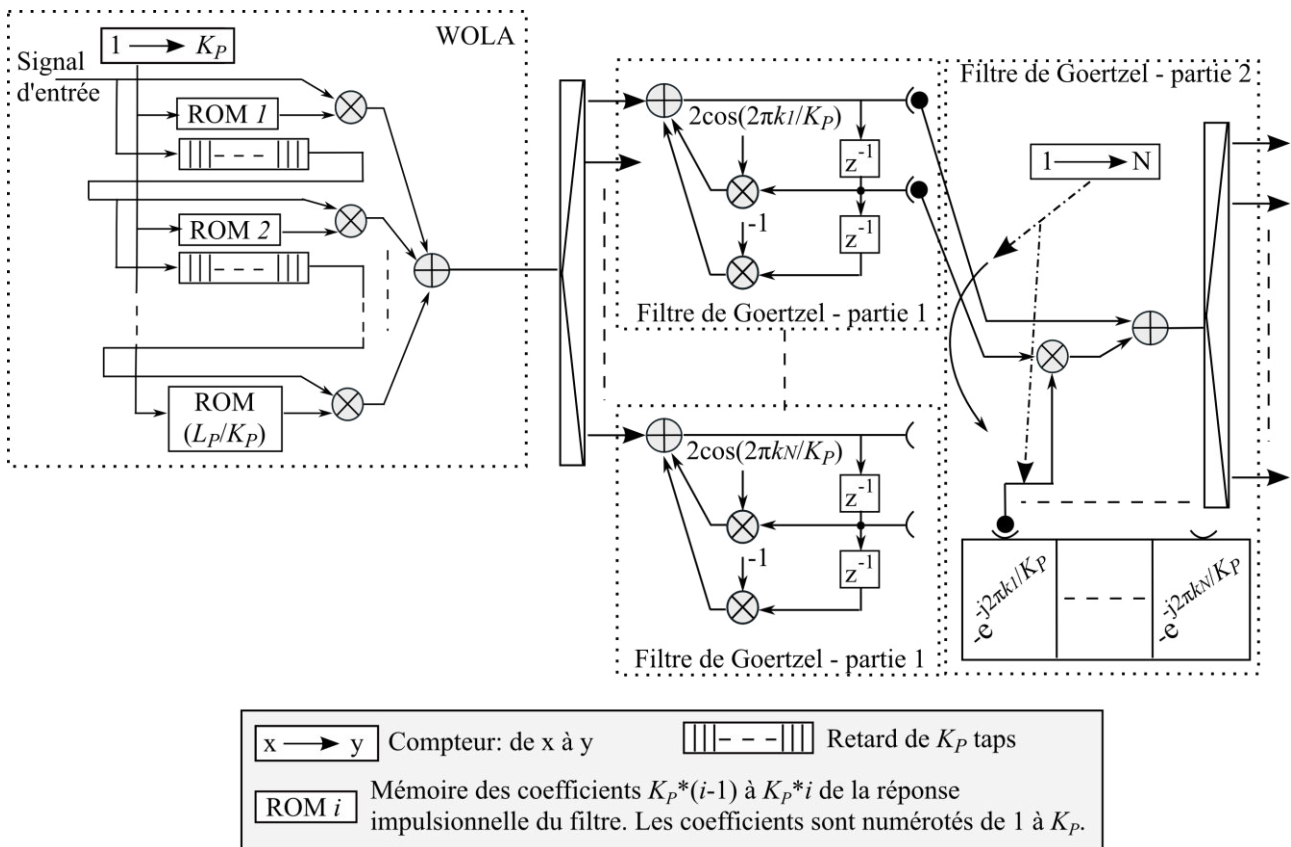 WOLA
1 → K_P
Signal
d'entrée
ROM 1
ROM 2
ROM
(L_P/K_P)
2cos(2πk1/K_P)
z^-1
-1
z^-1
Filtre de Goertzel - partie 1
2cos(2πkN/K_P)
z^-1
-1
z^-1
Filtre de Goertzel - partie 1
Filtre de Goertzel - partie 2
1 → N
-e^-j2πk1/K_P
-e^-j2πkN/K_P
x → y Compteur: de x à y
Retard de K_P taps
ROM i
Mémoire des coefficients K_P*(i-1) à K_P*i de la réponse
impulsionnelle du filtre. Les coefficients sont numérotés de 1 à K_P.